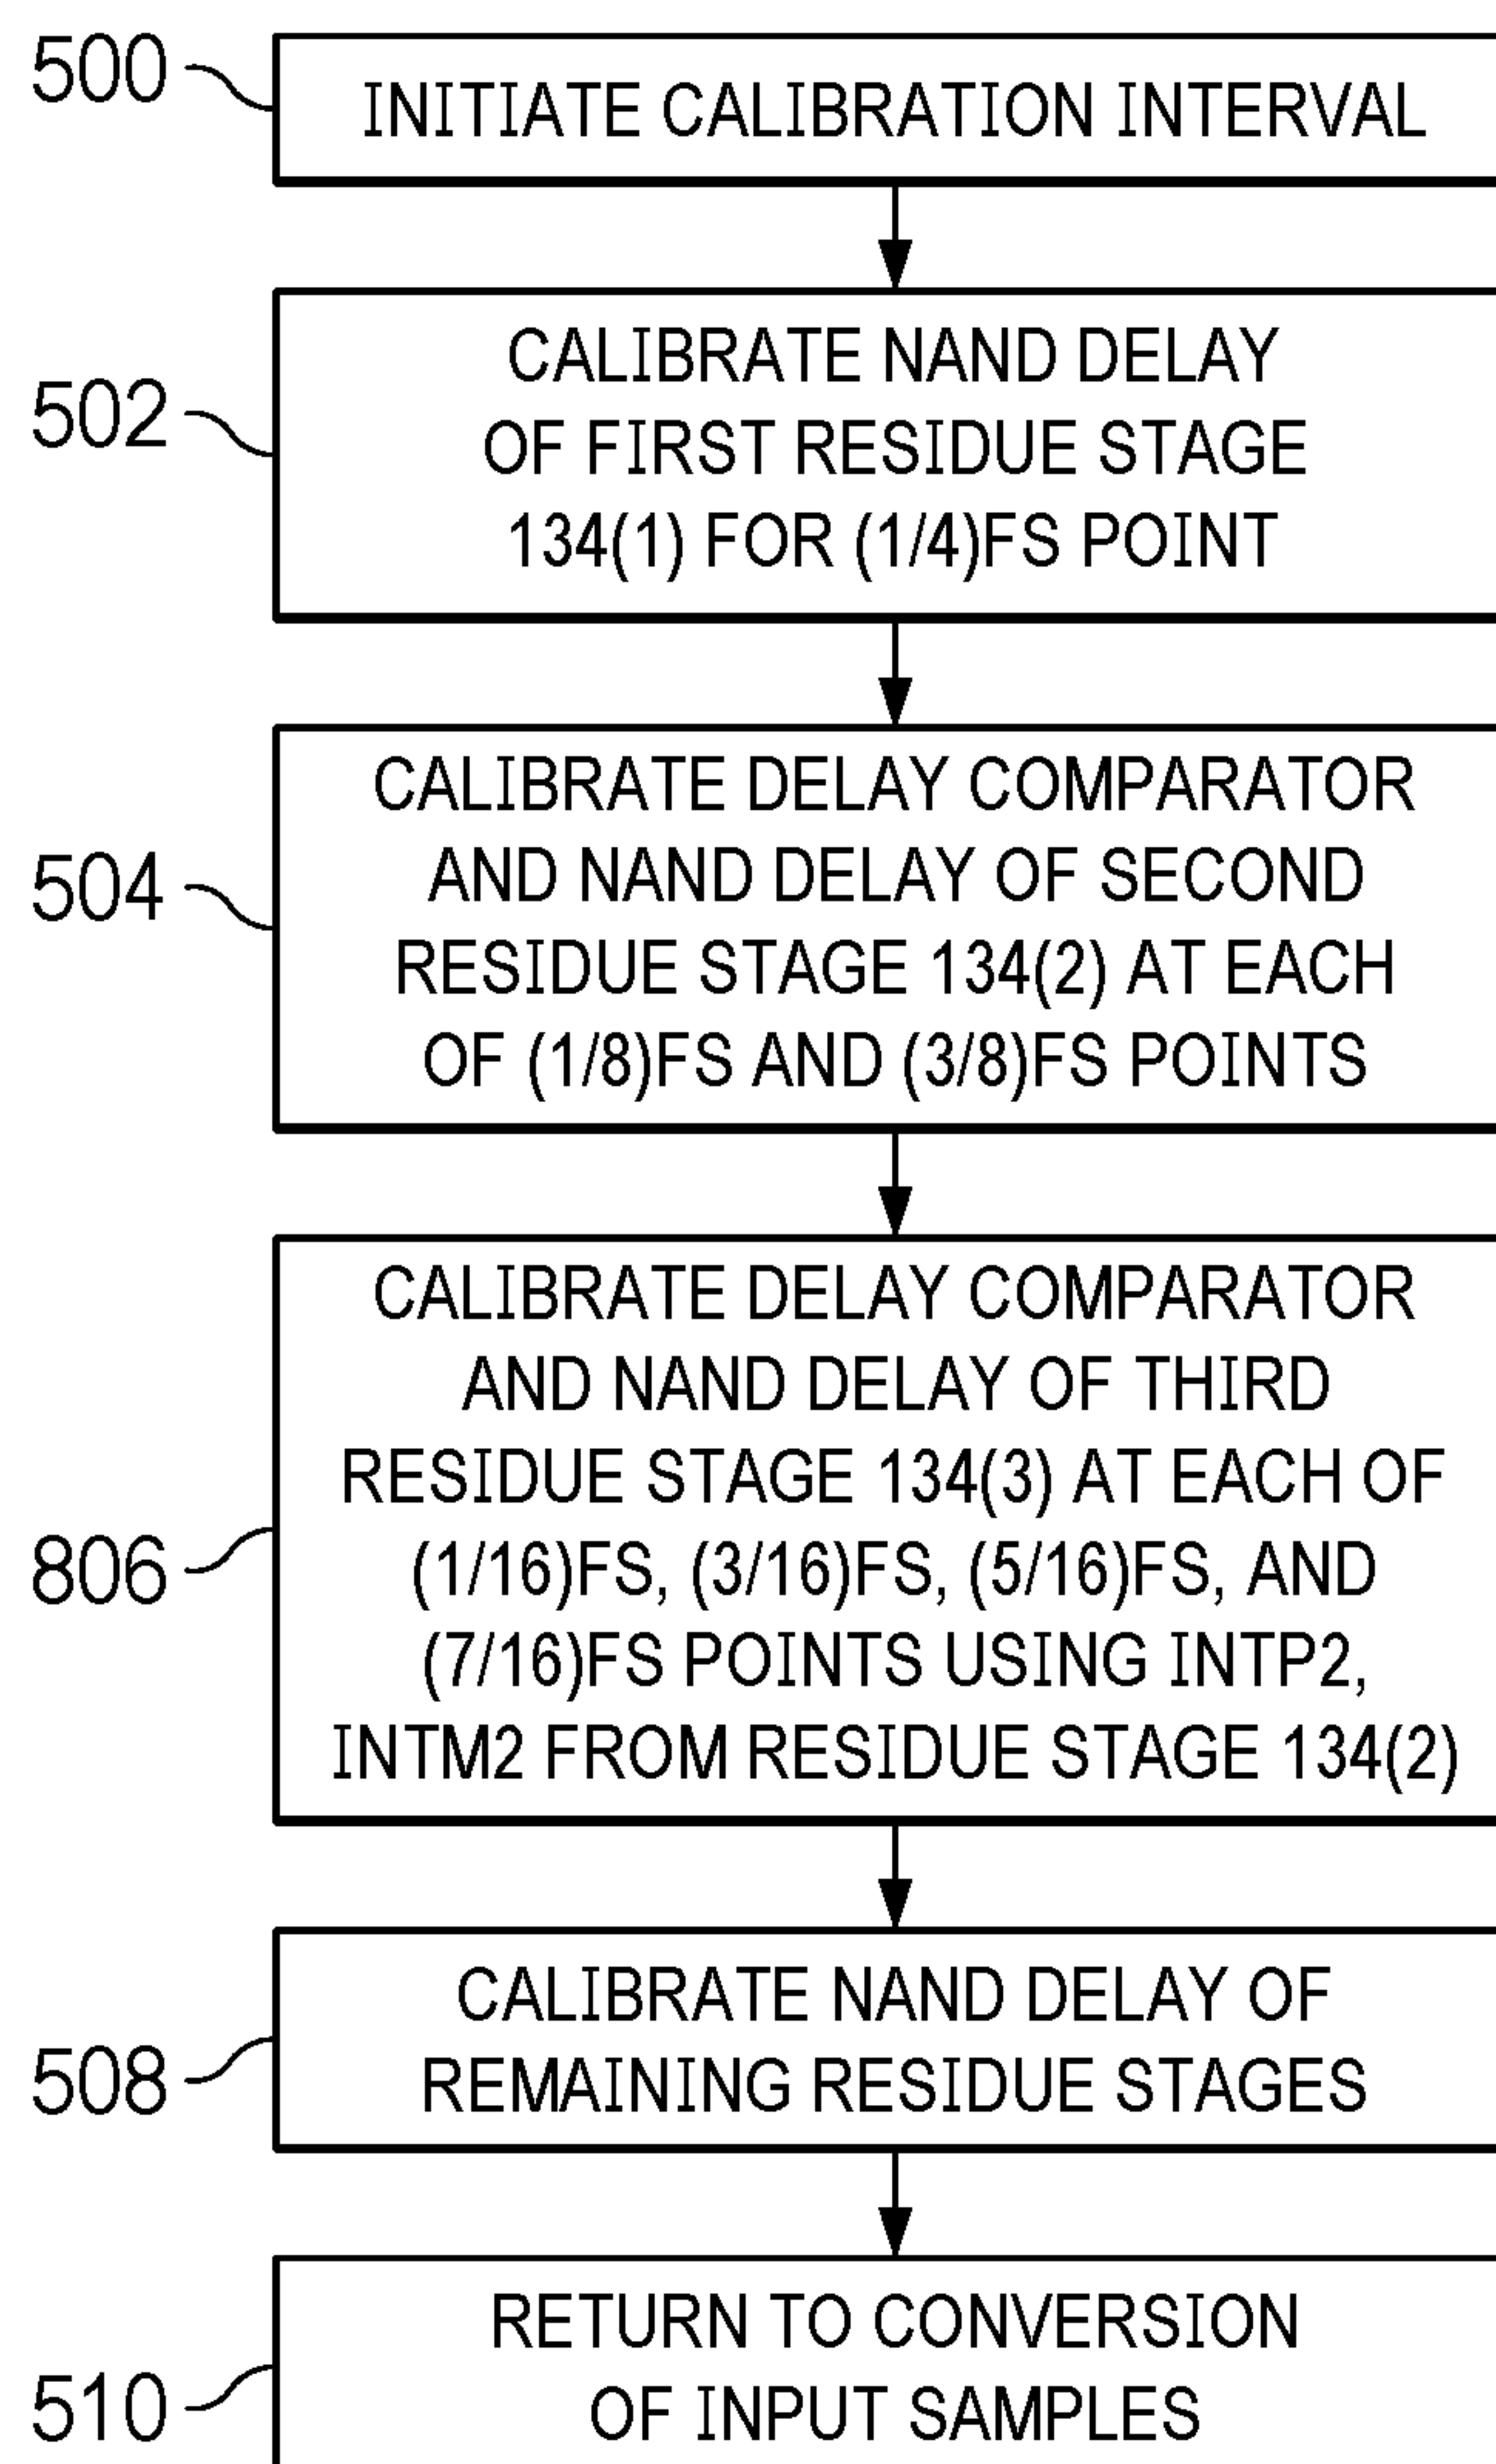 500
INITIATE CALIBRATION INTERVAL
502
CALIBRATE NAND DELAY
OF FIRST RESIDUE STAGE
134(1) FOR (1/4)FS POINT
504
CALIBRATE DELAY COMPARATOR
AND NAND DELAY OF SECOND
RESIDUE STAGE 134(2) AT EACH
OF (1/8)FS AND (3/8)FS POINTS
806
CALIBRATE DELAY COMPARATOR
AND NAND DELAY OF THIRD
RESIDUE STAGE 134(3) AT EACH OF
(1/16)FS, (3/16)FS, (5/16)FS, AND
(7/16)FS POINTS USING INTP2,
INTM2 FROM RESIDUE STAGE 134(2)
508
CALIBRATE NAND DELAY OF
REMAINING RESIDUE STAGES
510
RETURN TO CONVERSION
OF INPUT SAMPLES